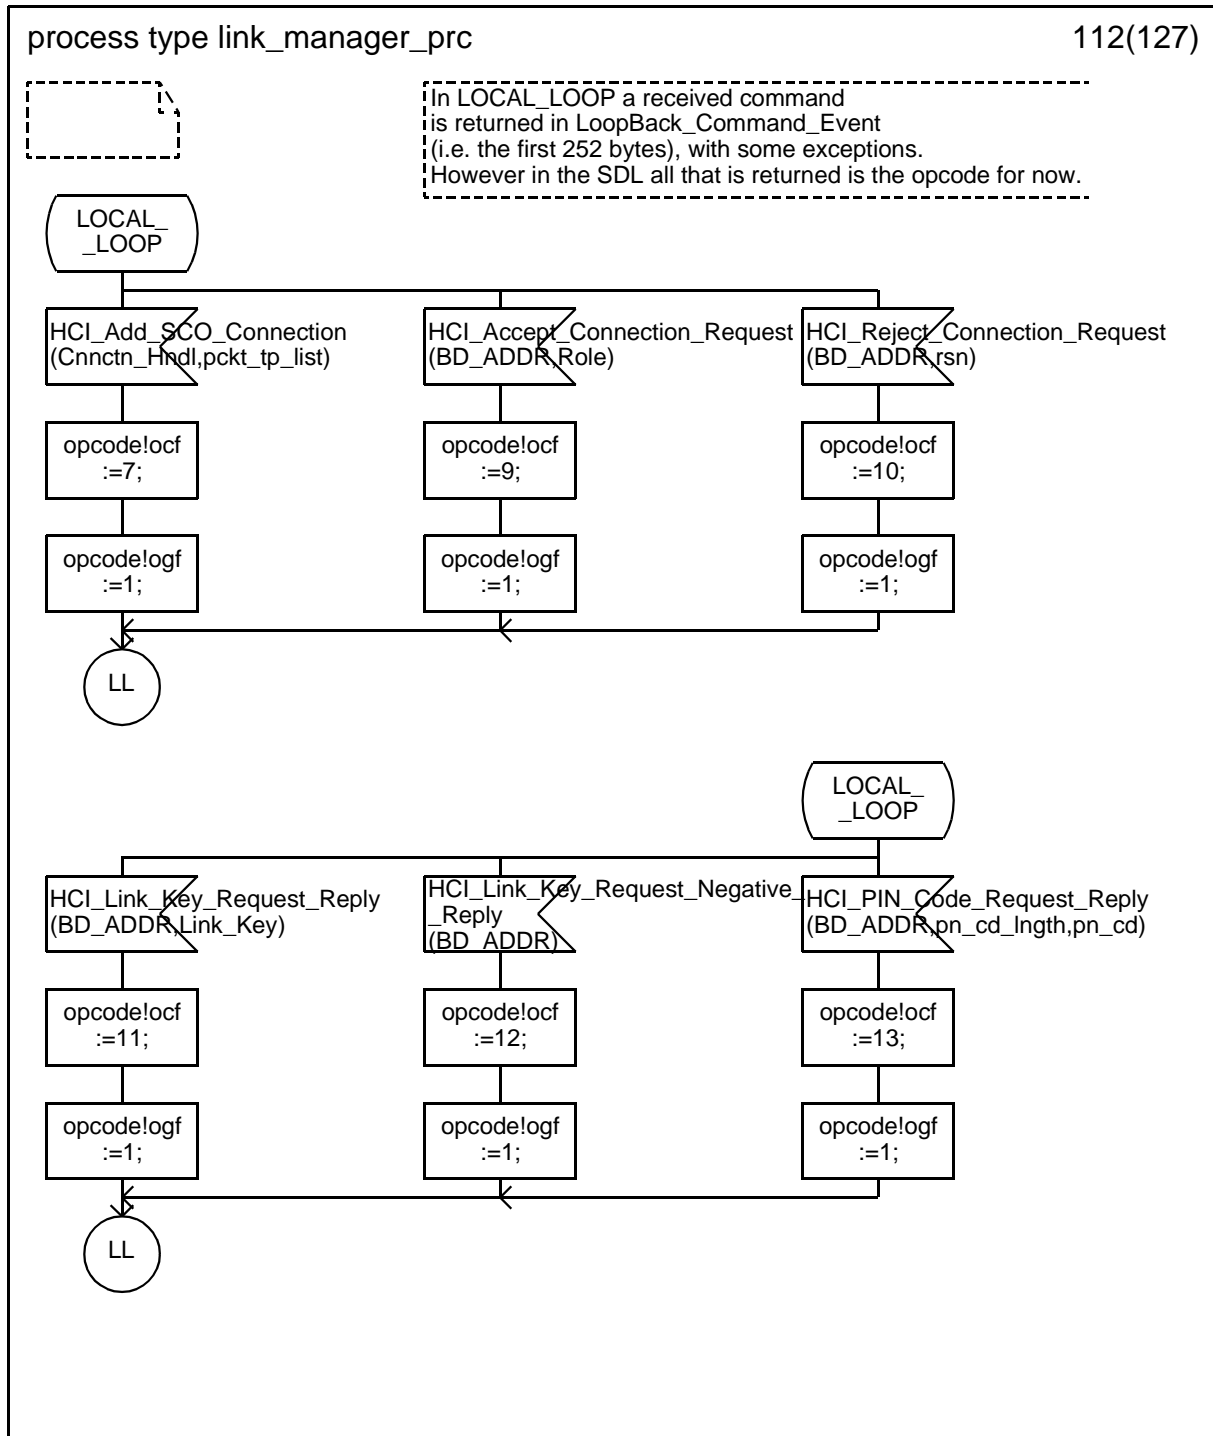 process type link_manager_prc
112(127)
In LOCAL_LOOP a received command
is returned in LoopBack_Command_Event
(i.e. the first 252 bytes), with some exceptions.
However in the SDL all that is returned is the opcode for now.
LOCAL_
_LOOP
HCI_Add_SCO_Connection
(Cnnctn_Hndl,pckt_tp_list)
HCI_Accept_Connection_Request
(BD_ADDR,Role)
HCI_Reject_Connection_Request
(BD_ADDR,rsn)
opcode!ocf
:=7;
opcode!ocf
:=9;
opcode!ocf
:=10;
opcode!ogf
:=1;
opcode!ogf
:=1;
opcode!ogf
:=1;
LL
LOCAL_
_LOOP
HCI_Link_Key_Request_Reply
(BD_ADDR,Link_Key)
HCI_Link_Key_Request_Negative_
_Reply
(BD_ADDR)
HCI_PIN_Code_Request_Reply
(BD_ADDR,pn_cd_lngth,pn_cd)
opcode!ocf
:=11;
opcode!ocf
:=12;
opcode!ocf
:=13;
opcode!ogf
:=1;
opcode!ogf
:=1;
opcode!ogf
:=1;
LL